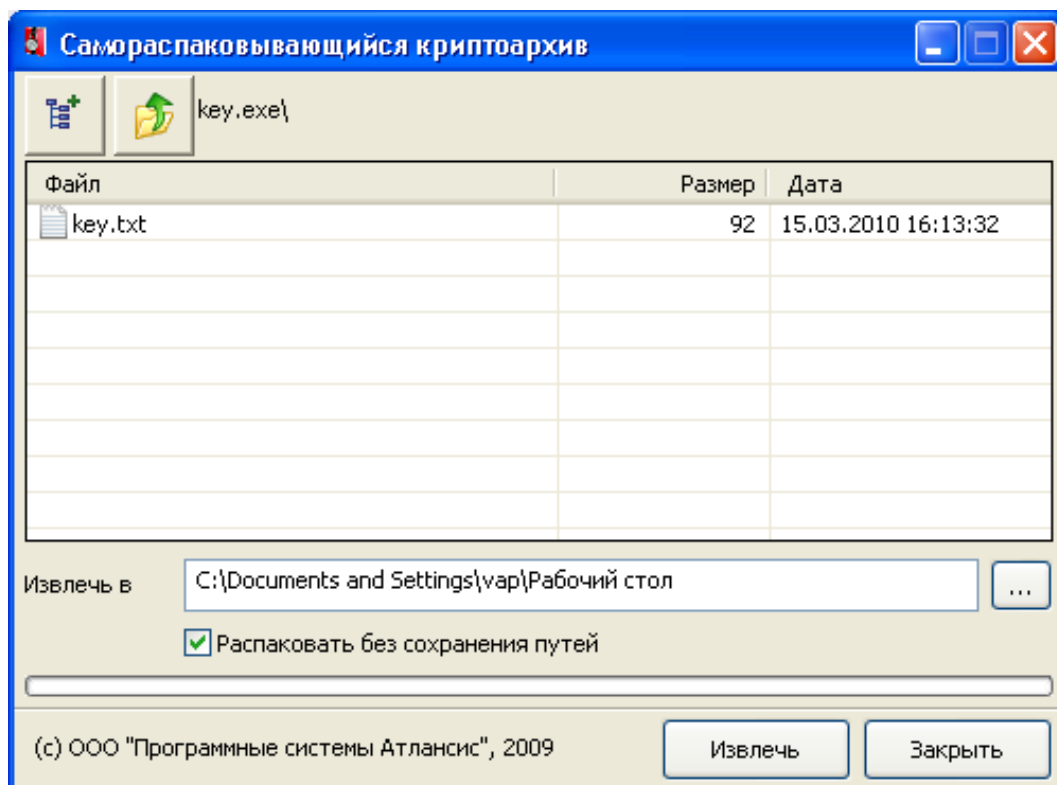 Самораспаковывающийся криптоархив
key.exe\
Файл Размер Дата
key.txt 92 15.03.2010 16:13:32
Извлечь в C:\Documents and Settings\vap\Рабочий стол ...
Распаковать без сохранения путей
(c) ООО "Программные системы Атлансис", 2009 Извлечь Закрыть